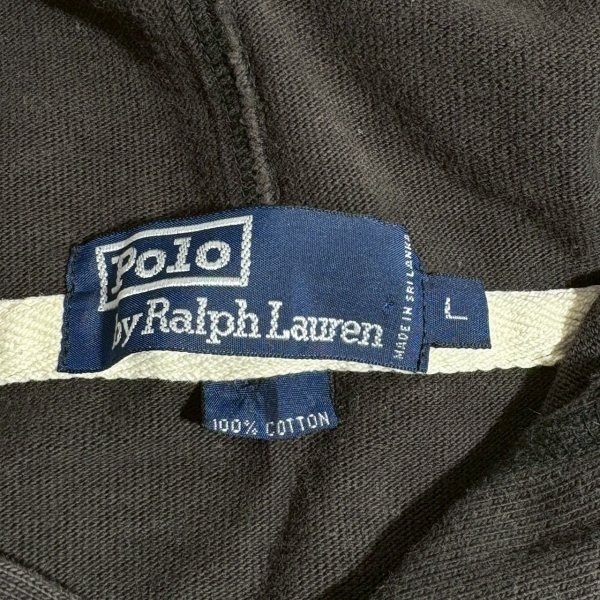 Polo
by Ralph Lauren
MADE IN SRI LANKA
L
100% COTTON